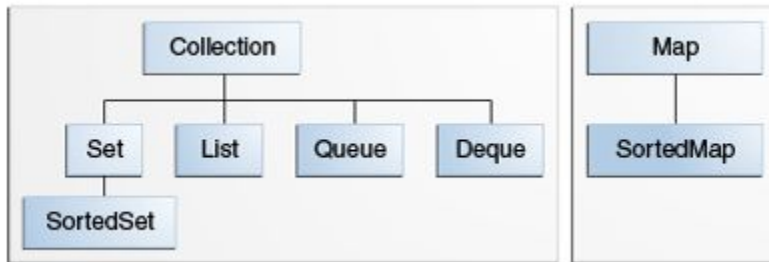 Collection
Map
Set
List
Queue
Deque
SortedMap
SortedSet